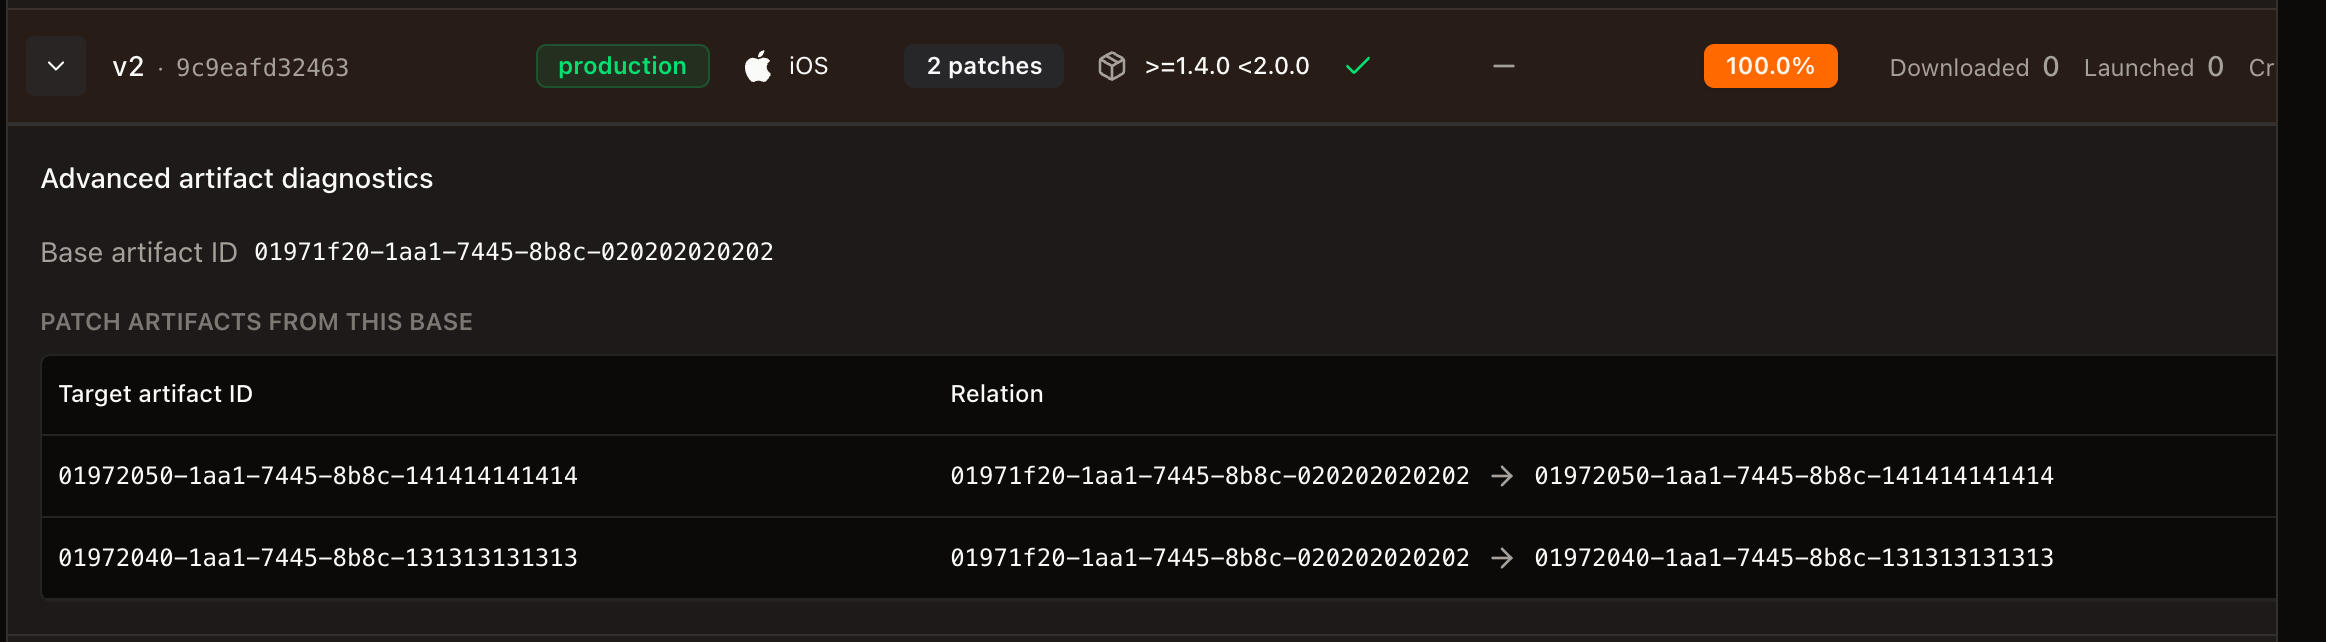 v2 · 9c9eafd32463 production iOS 2 patches >=1.4.0 <2.0.0 — 100.0% Downloaded 0 Launched 0 Cr
Advanced artifact diagnostics
Base artifact ID 01971f20-1aa1-7445-8b8c-020202020202
PATCH ARTIFACTS FROM THIS BASE
Target artifact ID Relation
01972050-1aa1-7445-8b8c-141414141414 01971f20-1aa1-7445-8b8c-020202020202 → 01972050-1aa1-7445-8b8c-141414141414
01972040-1aa1-7445-8b8c-131313131313 01971f20-1aa1-7445-8b8c-020202020202 → 01972040-1aa1-7445-8b8c-131313131313